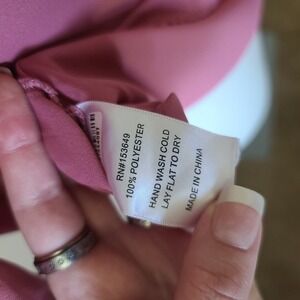 RN#153649
100% POLYESTER
HAND WASH COLD
LAY FLAT TO DRY
MADE IN CHINA